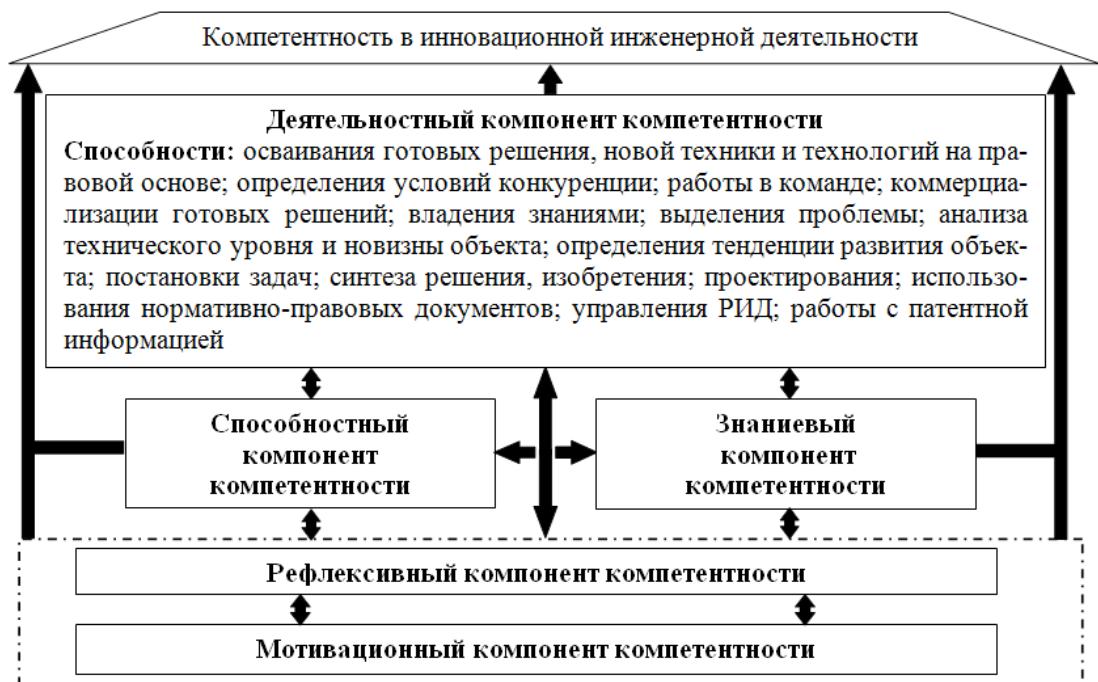 Компетентность в инновационной инженерной деятельности
Деятельностный компонент компетентности
Способности: осваивания готовых решения, новой техники и технологий на пра-
вовой основе; определения условий конкуренции; работы в команде; коммерциа-
лизации готовых решений; владения знаниями; выделения проблемы; анализа
технического уровня и новизны объекта; определения тенденции развития объек-
та; постановки задач; синтеза решения, изобретения; проектирования; использо-
вания нормативно-правовых документов; управления РИД; работы с патентной
информацией
Способностный
компонент
компетентности
Знаниевый
компонент
компетентности
Рефлексивный компонент компетентности
Мотивационный компонент компетентности